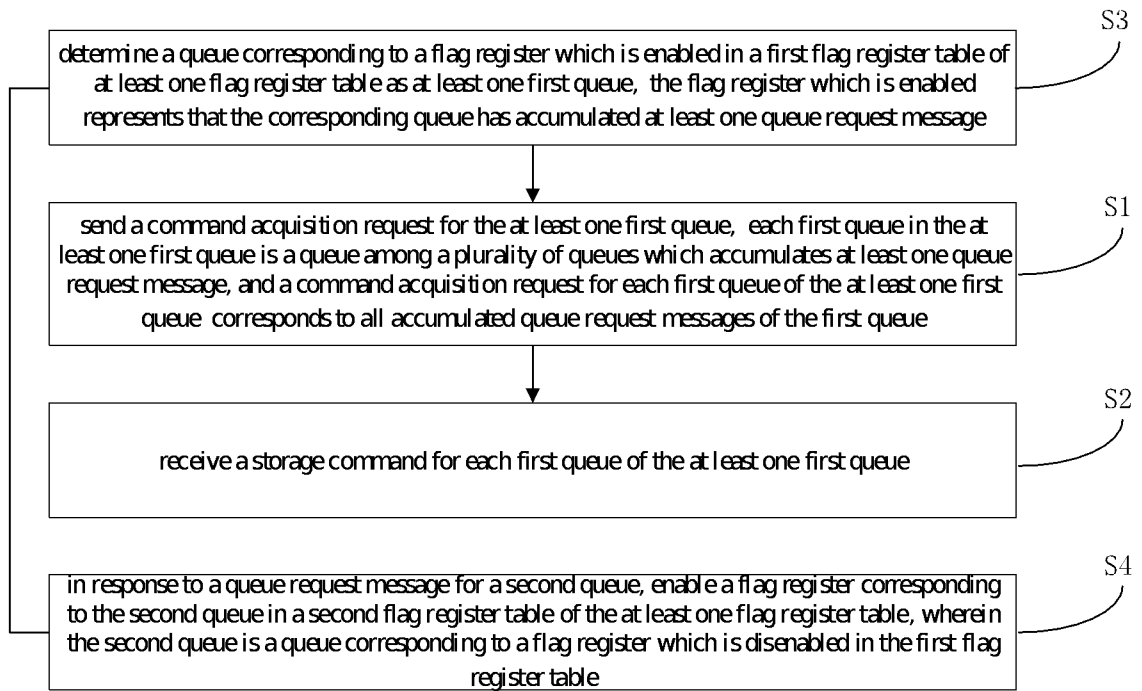 S3
determine a queue corresponding to a flag register which is enabled in a first flag register table of
at least one flag register table as at least one first queue, the flag register which is enabled
represents that the corresponding queue has accumulated at least one queue request message
S1
send a command acquisition request for the at least one first queue, each first queue in the at
least one first queue is a queue among a plurality of queues which accumulates at least one queue
request message, and a command acquisition request for each first queue of the at least one first
queue corresponds to all accumulated queue request messages of the first queue
S2
receive a storage command for each first queue of the at least one first queue
S4
in response to a queue request message for a second queue, enable a flag register corresponding
to the second queue in a second flag register table of the at least one flag register table, wherein
the second queue is a queue corresponding to a flag register which is disenabled in the first flag
register table